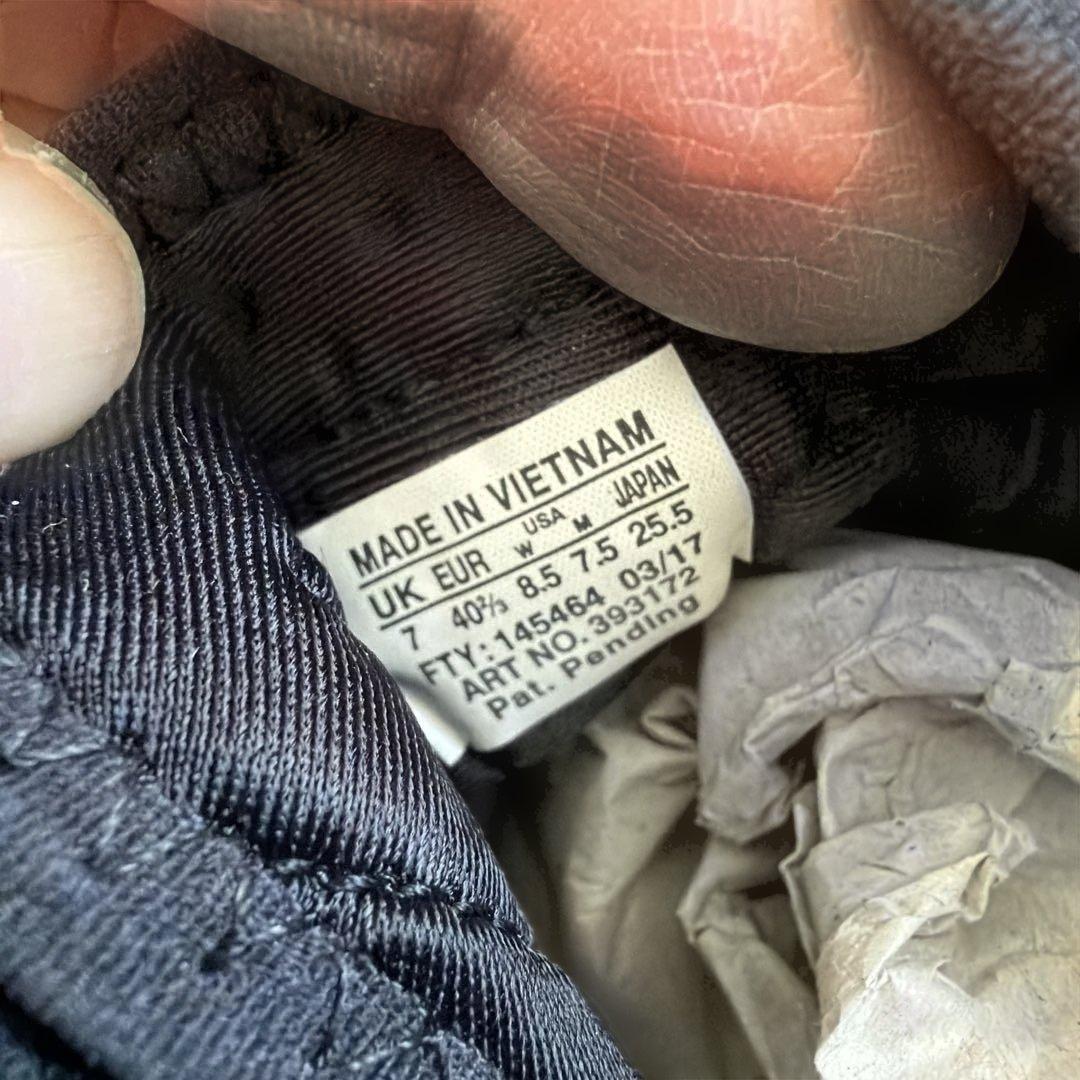 MADE IN VIETNAM
USA
UK EUR W M JAPAN
7 40⅔ 8.5 7.5 25.5
FTY: 145464 03/17
ART NO. 393172
Pat. Pending